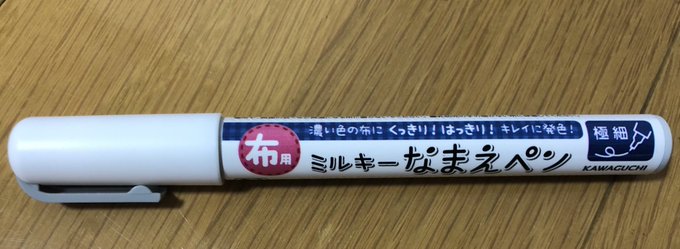 濃い色の布に くっきり!はっきり! キレイに発色!
布用
ミルキーなまえペン
極細
KAWAGUCHI